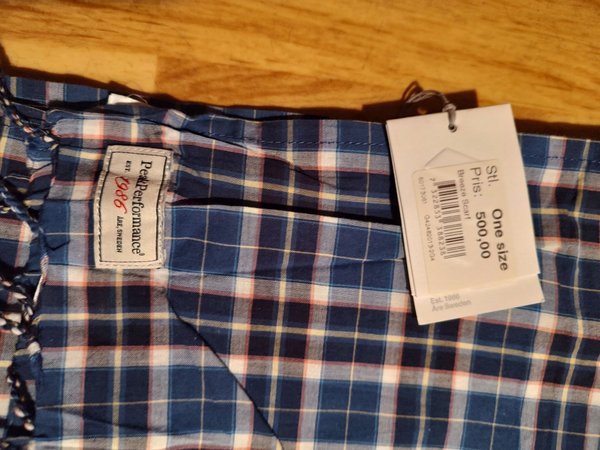 PeakPerformance®
EST. 1986 ÅRE, SWEDEN
Stl. One size
Pris: 500,00
Breeze Scarf
Est. 1986
Åre Sweden